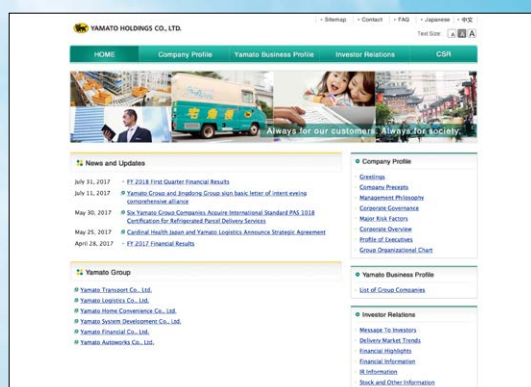 YAMATO HOLDINGS CO., LTD.
Sitemap
Contact
FAQ
Japanese
中文
Text Size: A A A
HOME
Company Profile
Yamato Business Profile
Investor Relations
CSR
宅急便
Always for our customers. Always for society.
News and Updates
July 31, 2017 FY 2018 First Quarter Financial Results
July 11, 2017 Yamato Group and Jingdong Group sign basic letter of intent eyeing
comprehensive alliance
May 30, 2017 Six Yamato Group Companies Acquire International Standard PAS 1018
Certification for Refrigerated Parcel Delivery Services
May 25, 2017 Cardinal Health Japan and Yamato Logistics Announce Strategic Agreement
April 28, 2017 FY 2017 Financial Results
Yamato Group
Yamato Transport Co., Ltd.
Yamato Logistics Co., Ltd.
Yamato Home Convenience Co., Ltd.
Yamato System Development Co., Ltd.
Yamato Financial Co., Ltd.
Yamato Autoworks Co., Ltd.
Company Profile
Greetings
Company Precepts
Management Philosophy
Corporate Governance
Major Risk Factors
Corporate Overview
Profile of Executives
Group Organizational Chart
Yamato Business Profile
List of Group Companies
Investor Relations
Message To Investors
Delivery Market Trends
Financial Highlights
Financial Information
IR Information
Stock and Other Information